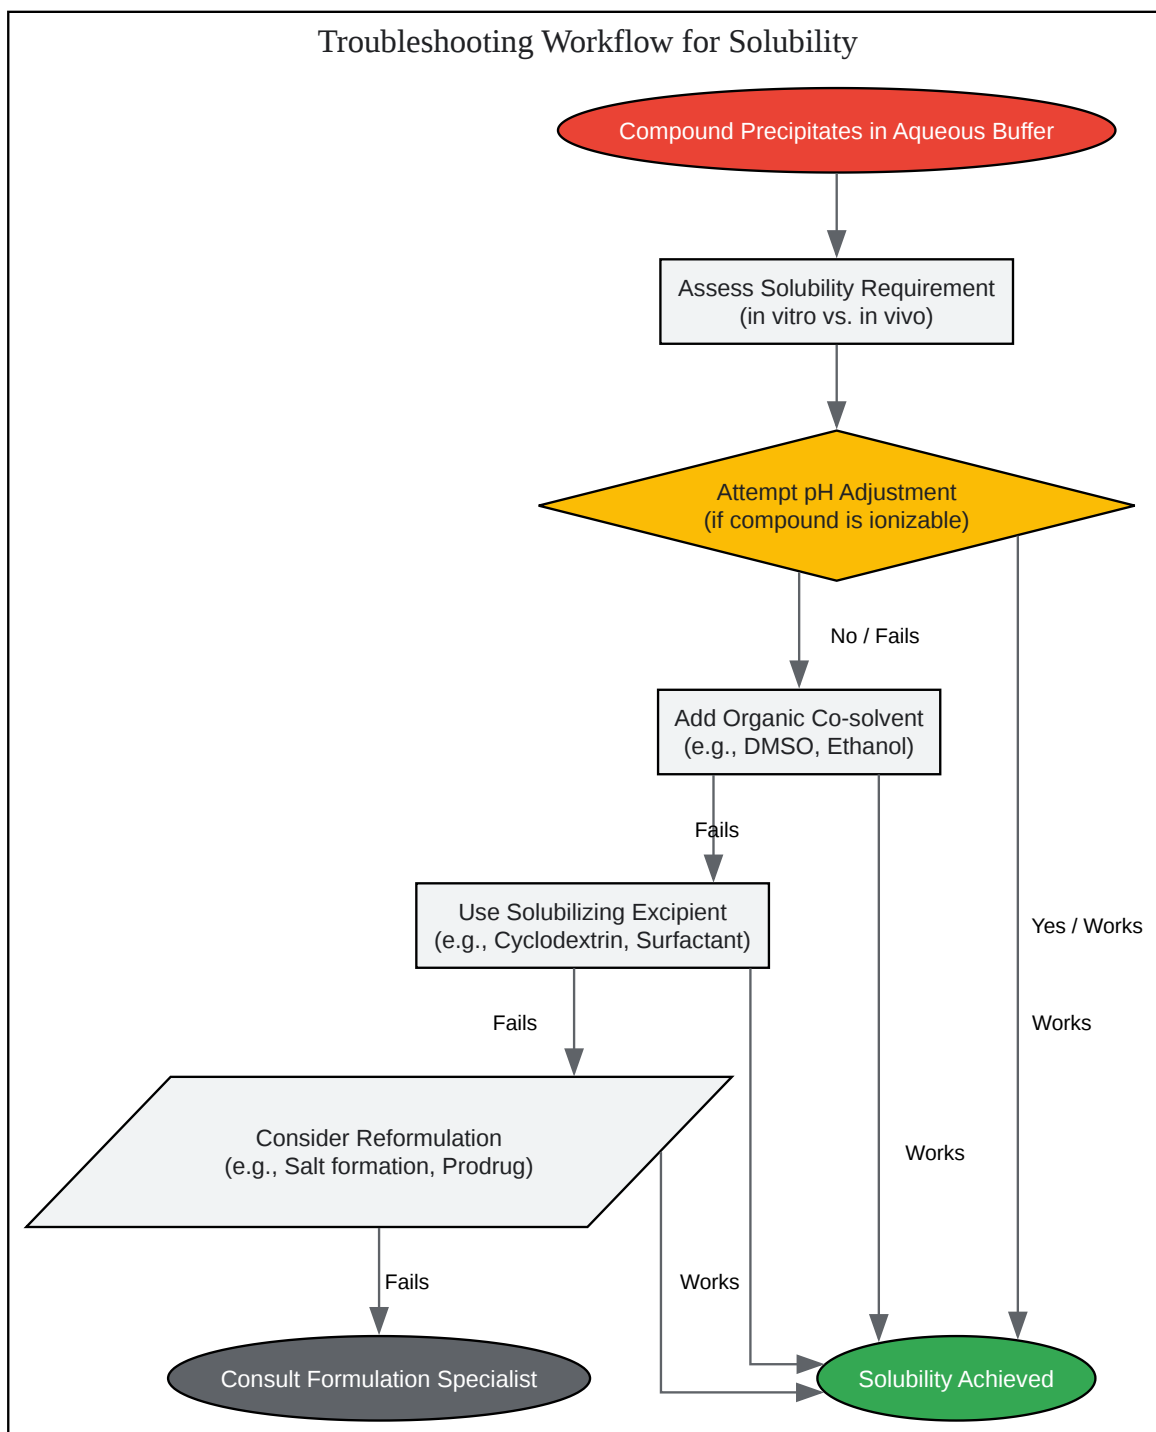 Troubleshooting Workflow for Solubility
Compound Precipitates in Aqueous Buffer
Assess Solubility Requirement
(in vitro vs. in vivo)
Attempt pH Adjustment
(if compound is ionizable)
No / Fails
Add Organic Co-solvent
(e.g., DMSO, Ethanol)
Fails
Use Solubilizing Excipient
(e.g., Cyclodextrin, Surfactant)
Yes / Works
Fails
Works
Consider Reformulation
(e.g., Salt formation, Prodrug)
Works
Fails
Works
Consult Formulation Specialist
Solubility Achieved